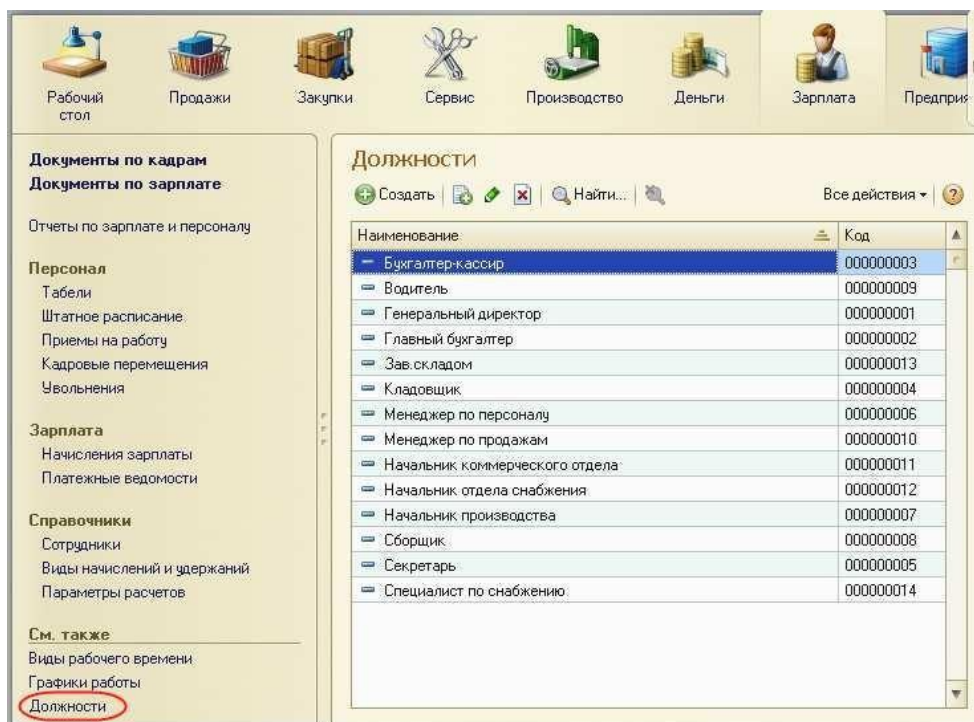 Рабочий стол
Продажи
Закупки
Сервис
Производство
Деньги
Зарплата
Предприя
Документы по кадрам
Документы по зарплате
Отчеты по зарплате и персоналу
Персонал
Табели
Штатное расписание
Приемы на работу
Кадровые перемещения
Увольнения
Зарплата
Начисления зарплаты
Платежные ведомости
Справочники
Сотрудники
Виды начислений и удержаний
Параметры расчетов
См. также
Виды рабочего времени
Графики работы
Должности
Должности
Создать Найти... Все действия
Наименование Код
Бухгалтер-кассир 000000003
Водитель 000000009
Генеральный директор 000000001
Главный бухгалтер 000000002
Зав.складом 000000013
Кладовщик 000000004
Менеджер по персоналу 000000006
Менеджер по продажам 000000010
Начальник коммерческого отдела 000000011
Начальник отдела снабжения 000000012
Начальник производства 000000007
Сборщик 000000008
Секретарь 000000005
Специалист по снабжению 000000014